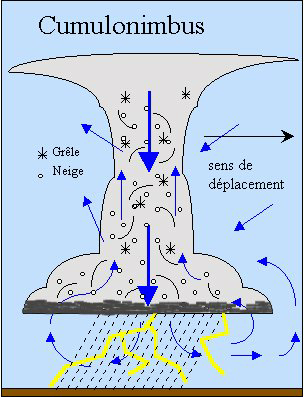 Cumulonimbus
Grêle
Neige
sens de
déplacement